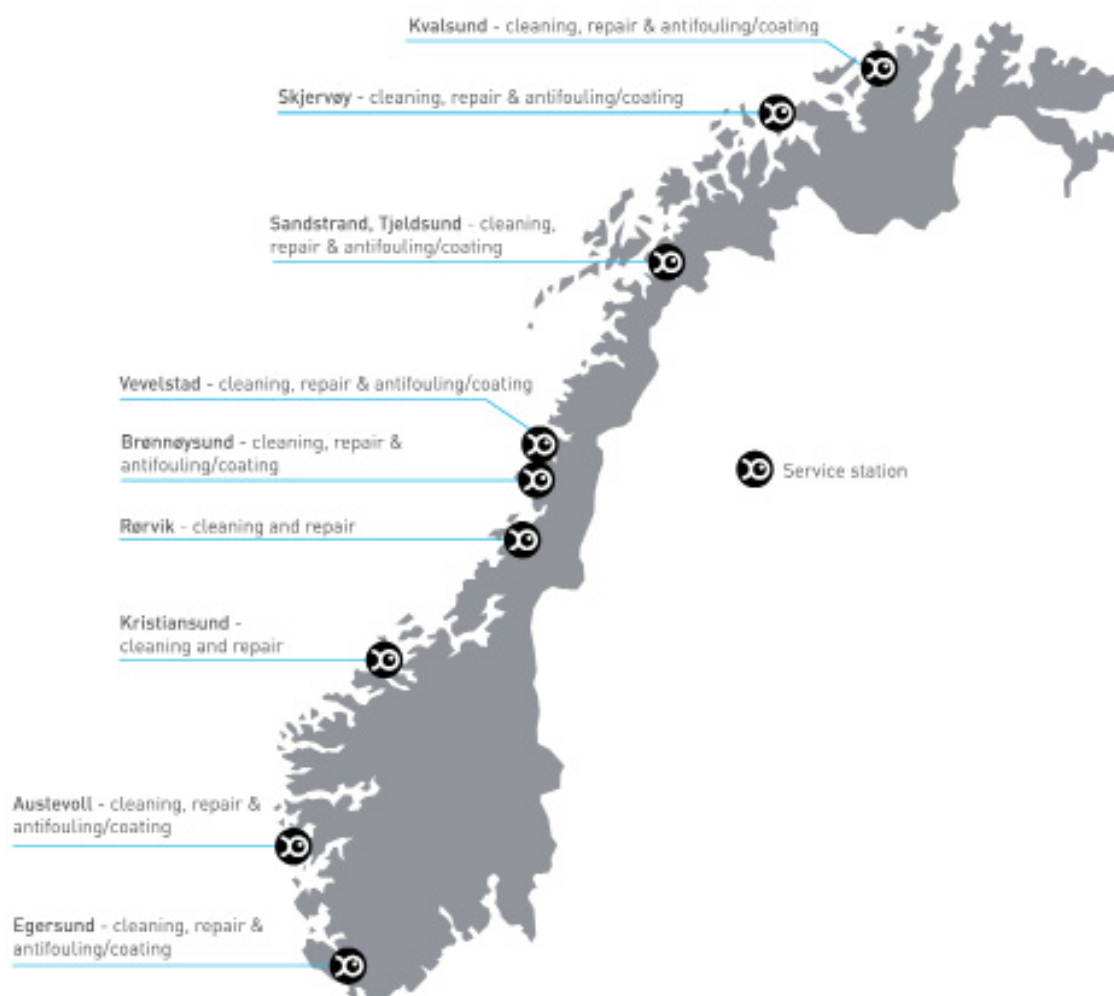 Kvalsund - cleaning, repair & antifouling/coating
Skjervøy - cleaning, repair & antifouling/coating
Sandstrand, Tjeldsund - cleaning,
repair & antifouling/coating
Vevelstad - cleaning, repair & antifouling/coating
Brønnøysund - cleaning, repair &
antifouling/coating
Service station
Rørvik - cleaning and repair
Kristiansund -
cleaning and repair
Austevoll - cleaning, repair &
antifouling/coating
Egersund - cleaning, repair &
antifouling/coating